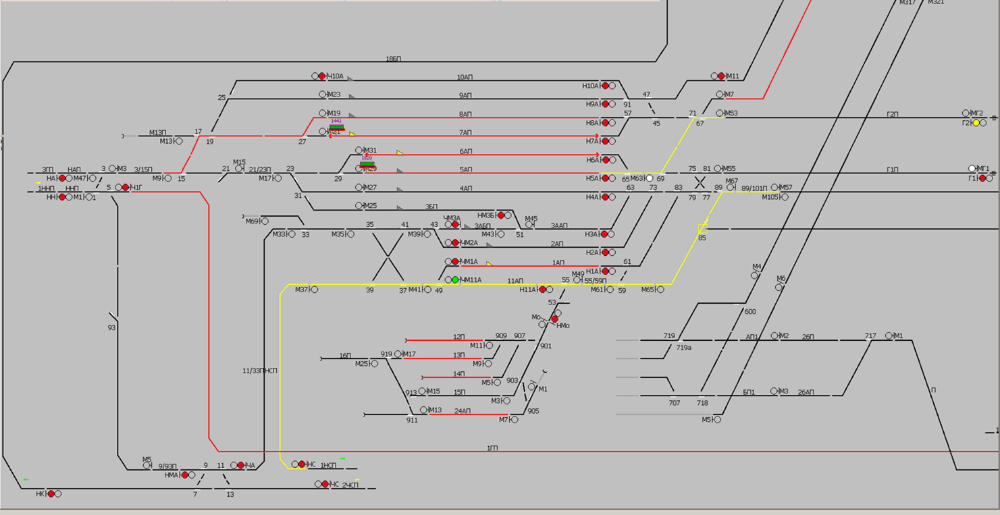 М317 М321
18БП
Ч10А 10АП М11
Н10А
М23 9АП 47 М7
25 Н9А 91
М19 8АП 57 71 М53 Г2П МГ2
1441 Н8А 45 67 Г2
М13П 17 7АП
М13 19 27 Н7А
М31 6АП
1820 Н6А
3ГП НАП 3 М3 3/15П 21 М15 21/23П 23 5АП 75 81 М55 Г1П МГ1
НА М47 М9 15 М17 29 Н5А 65 М63 69 Г1
1ННП ННП 5 Ч1Г М27 4АП 63 73 83 89 М67 89/101П М57
НН М1 1 31 Н4А 79 77 М105
М25 3БП
М69 НМ3Б ЧМ3А М45
35 41 43 3АБП 3ААП
М33 33 М35 М39 М43 51 Н3А 85
ЧМ2А 2АП
Н2А
ЧМ1А 1АП 61
Н1А М4
ЧМ11А 11АП 55 М49 55/59П М6
М37 39 37 М41 49 Н11А М61 59 М65
53
Мо 600
93 НМо
12П 909 907 719 АП1 М2 26П 717 М1
М11 901 719а
16П 919 М17 13П
М25 М9
11/33ПНСП 14П
М5 903
913 М15 15П М1 БП1 М3 26АП П
М3 707 718
М13 24АП 905
911 М7 М5
1ГП
М5 9/93П 9 11 ЧА НС 1НСП
НМА
ЧС 2ЧСП
НК 7 13